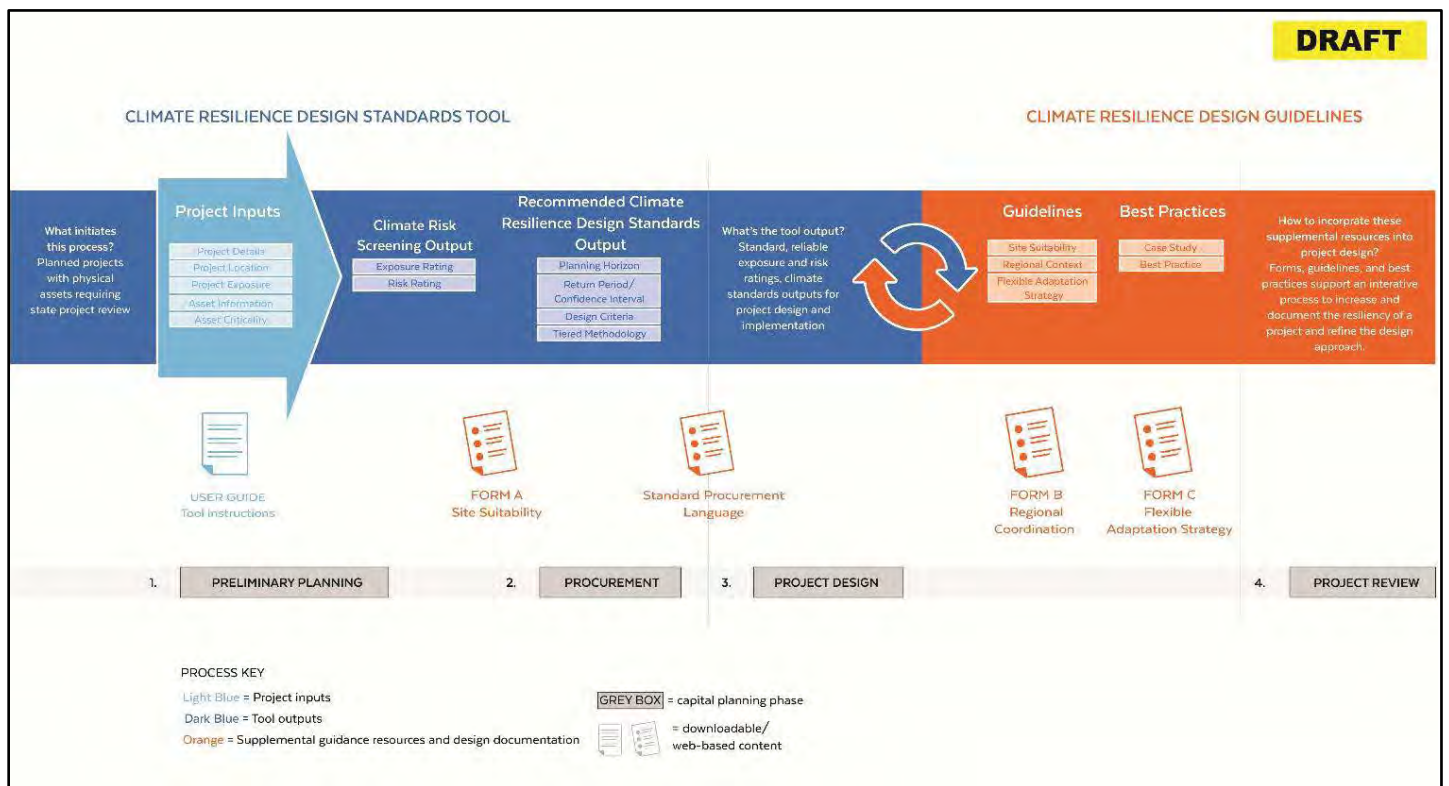 DRAFT
CLIMATE RESILIENCE DESIGN STANDARDS TOOL
CLIMATE RESILIENCE DESIGN GUIDELINES
What initiates
this process?
Planned projects
with physical
assets requiring
state project review
Project Inputs
Project Details
Project Location
Project Exposure
Asset Information
Asset Criticality
Climate Risk
Screening Output
Exposure Rating
Risk Rating
Recommended Climate
Resilience Design Standards
Output
Planning Horizon
Return Period/
Confidence Interval
Design Criteria
Tiered Methodology
What's the tool output?
Standard, reliable
exposure and risk
ratings, climate
standards outputs for
project design and
implementation
Guidelines
Site Suitability
Regional Context
Flexible Adaptation
Strategy
Best Practices
Case Study
Best Practice
How to incorprate these
supplemental resources into
project design?
Forms, guidelines, and best
practices support an interative
process to increase and
document the resiliency of a
project and refine the design
approach.
USER GUIDE
Tool instructions
FORM A
Site Suitability
Standard Procurement
Language
FORM B
Regional
Coordination
FORM C
Flexible
Adaptation Strategy
1. PRELIMINARY PLANNING
2. PROCUREMENT
3. PROJECT DESIGN
4. PROJECT REVIEW
PROCESS KEY
Light Blue = Project inputs
Dark Blue = Tool outputs
Orange = Supplemental guidance resources and design documentation
GREY BOX = capital planning phase
= downloadable/
web-based content